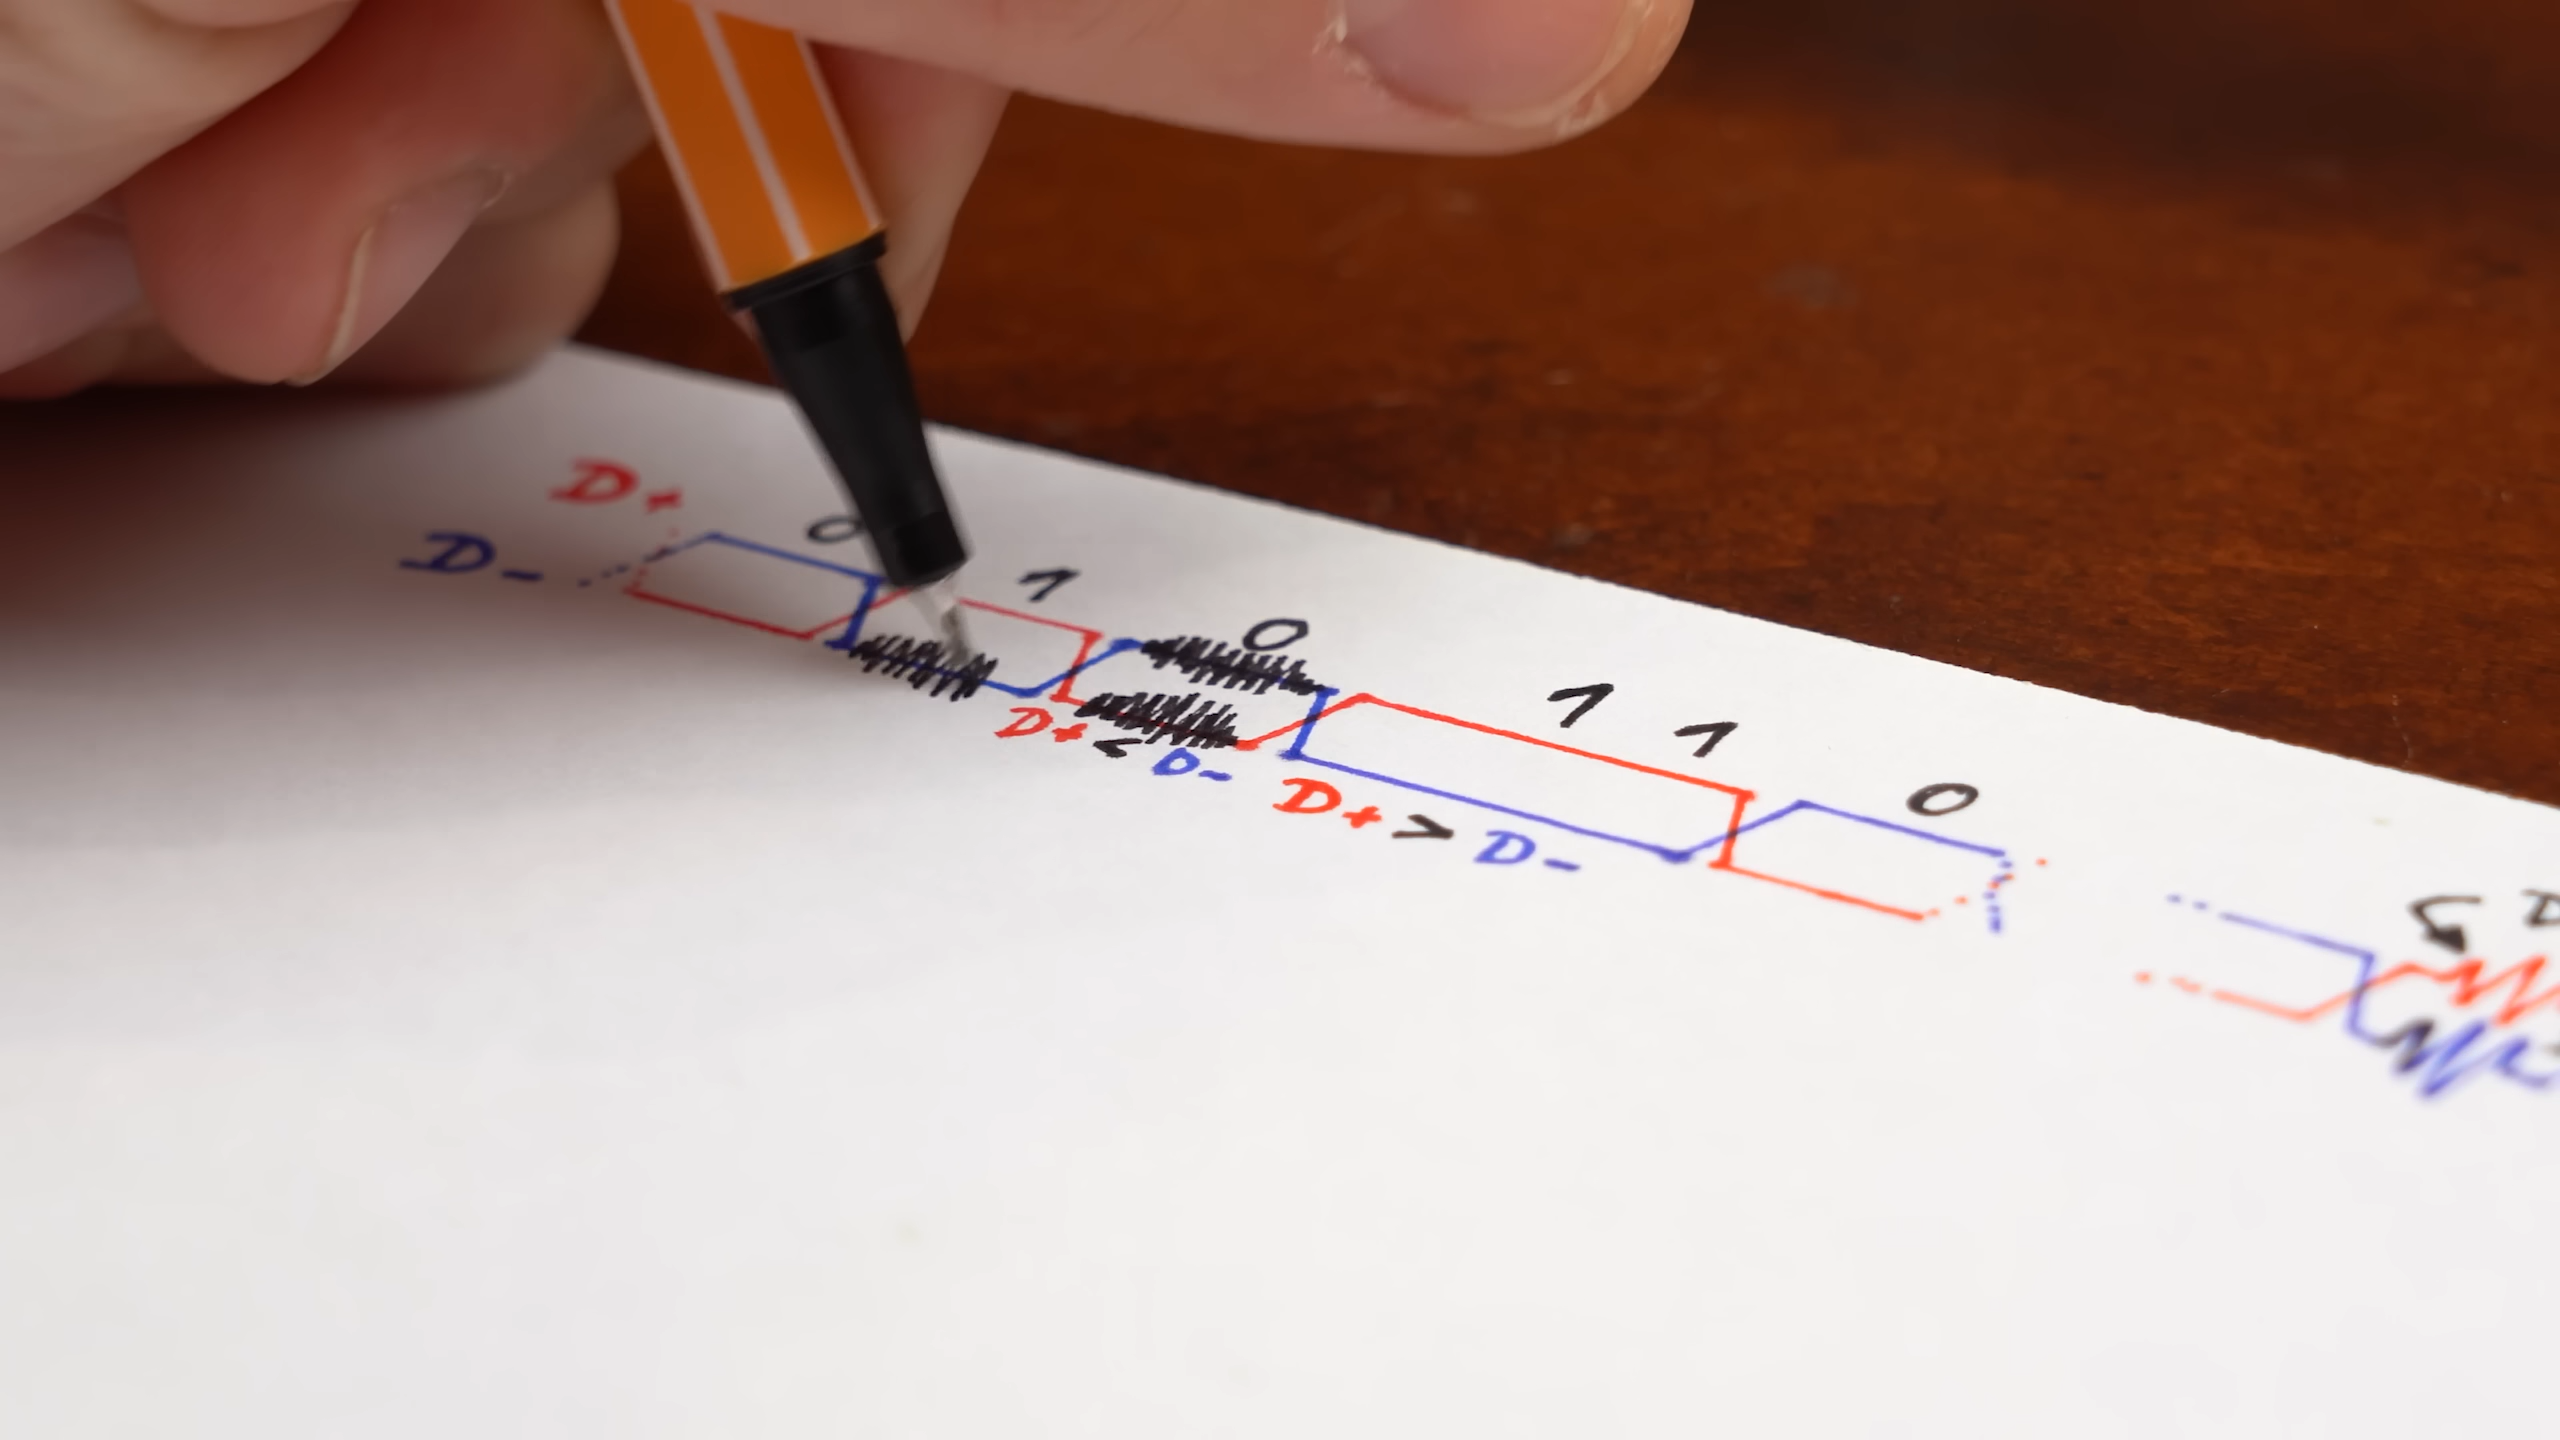 D+
D-
0 1 0 1 1 0
D+ < D-
D+ > D-